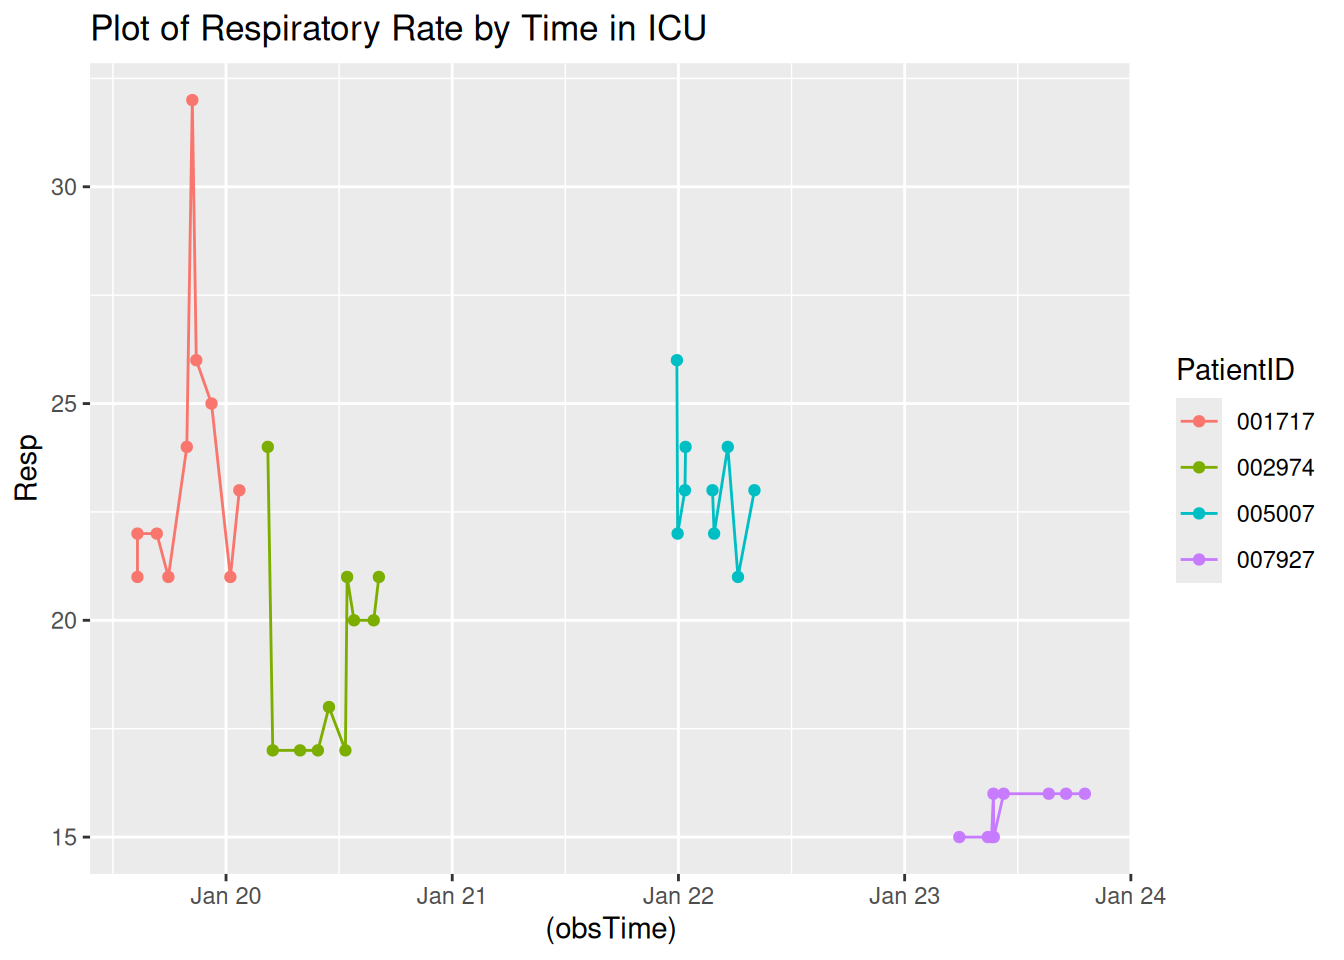 Plot of Respiratory Rate by Time in ICU
Resp
30
25
20
15
Jan 20
Jan 21
Jan 22
Jan 23
Jan 24
(obsTime)
PatientID
001717
002974
005007
007927